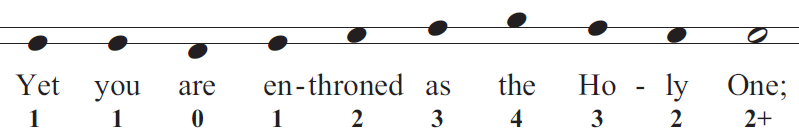 Yet you are en-throned as the Ho - ly One;
1 1 0 1 2 3 4 3 2 2+